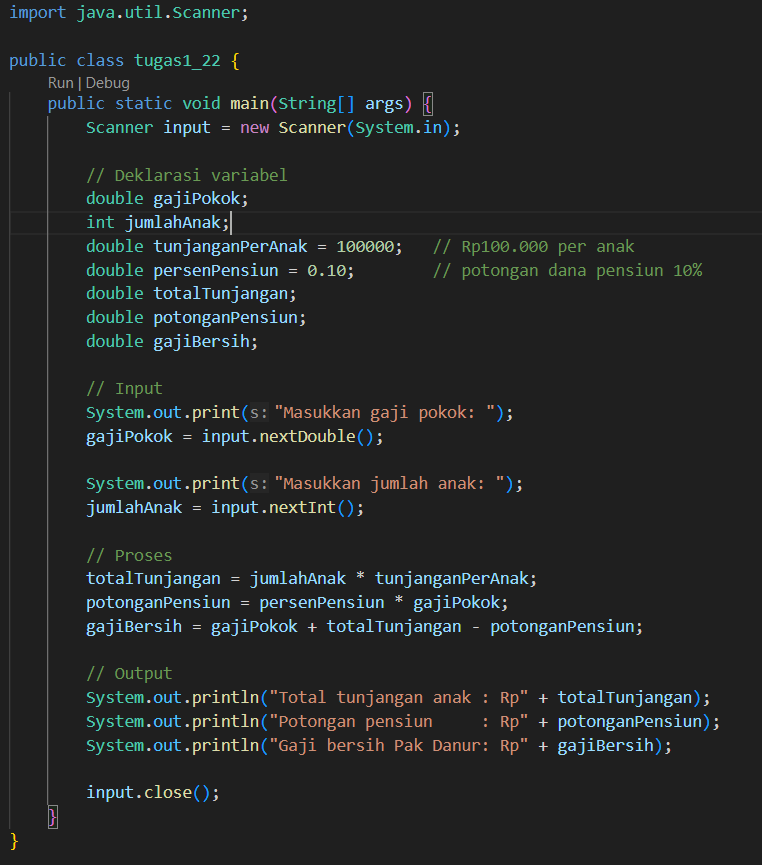 import java.util.Scanner;
public class tugas1_22 {
Run | Debug
public static void main(String[] args) {
Scanner input = new Scanner(System.in);
// Deklarasi variabel
double gajiPokok;
int jumlahAnak;
double tunjanganPerAnak = 100000;   // Rp100.000 per anak
double persenPensiun = 0.10;        // potongan dana pensiun 10%
double totalTunjangan;
double potonganPensiun;
double gajiBersih;
// Input
System.out.print(s: "Masukkan gaji pokok: ");
gajiPokok = input.nextDouble();
System.out.print(s: "Masukkan jumlah anak: ");
jumlahAnak = input.nextInt();
// Proses
totalTunjangan = jumlahAnak * tunjanganPerAnak;
potonganPensiun = persenPensiun * gajiPokok;
gajiBersih = gajiPokok + totalTunjangan - potonganPensiun;
// Output
System.out.println("Total tunjangan anak : Rp" + totalTunjangan);
System.out.println("Potongan pensiun     : Rp" + potonganPensiun);
System.out.println("Gaji bersih Pak Danur: Rp" + gajiBersih);
input.close();
}
}